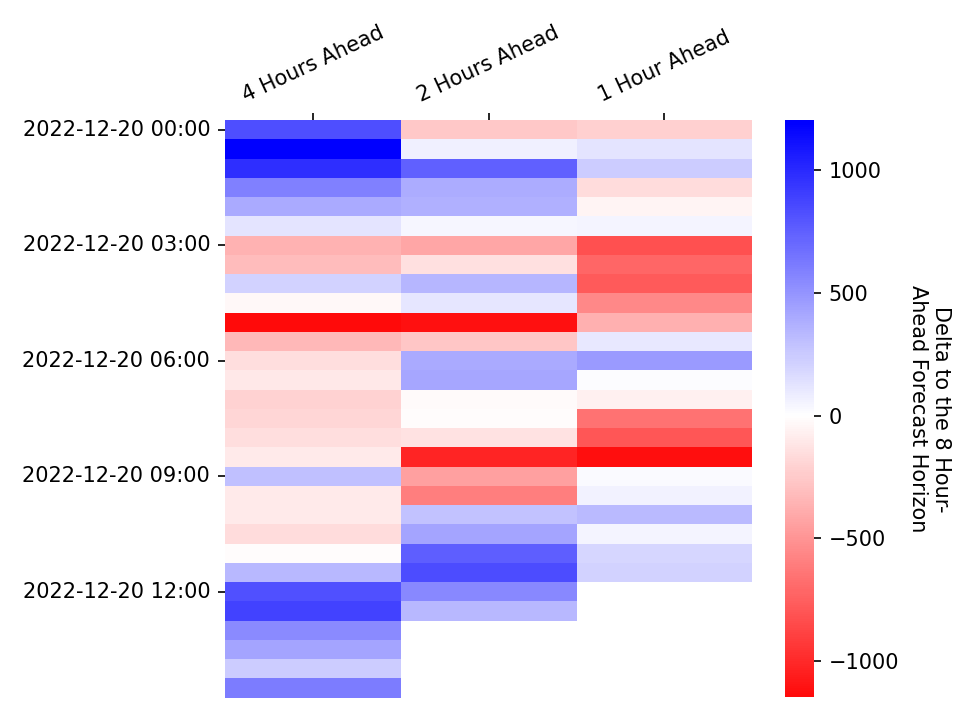 4 Hours Ahead
2 Hours Ahead
1 Hour Ahead
2022-12-20 00:00
2022-12-20 03:00
2022-12-20 06:00
2022-12-20 09:00
2022-12-20 12:00
1000
500
0
−500
−1000
Delta to the 8 Hour-
Ahead Forecast Horizon